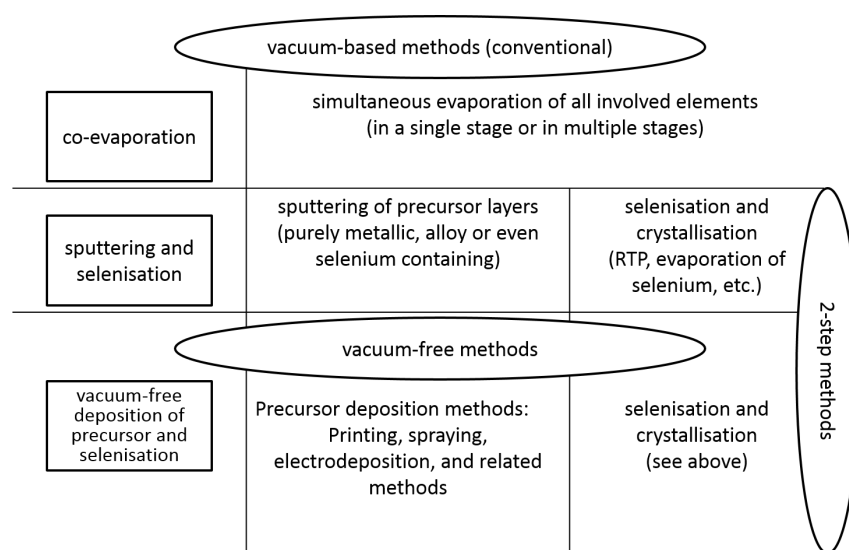 vacuum-based methods (conventional)
co-evaporation
simultaneous evaporation of all involved elements
(in a single stage or in multiple stages)
sputtering and
selenisation
sputtering of precursor layers
(purely metallic, alloy or even
selenium containing)
selenisation and
crystallisation
(RTP, evaporation of
selenium, etc.)
2-step methods
vacuum-free methods
vacuum-free
deposition of
precursor and
selenisation
Precursor deposition methods:
Printing, spraying,
electrodeposition, and related
methods
selenisation and
crystallisation
(see above)